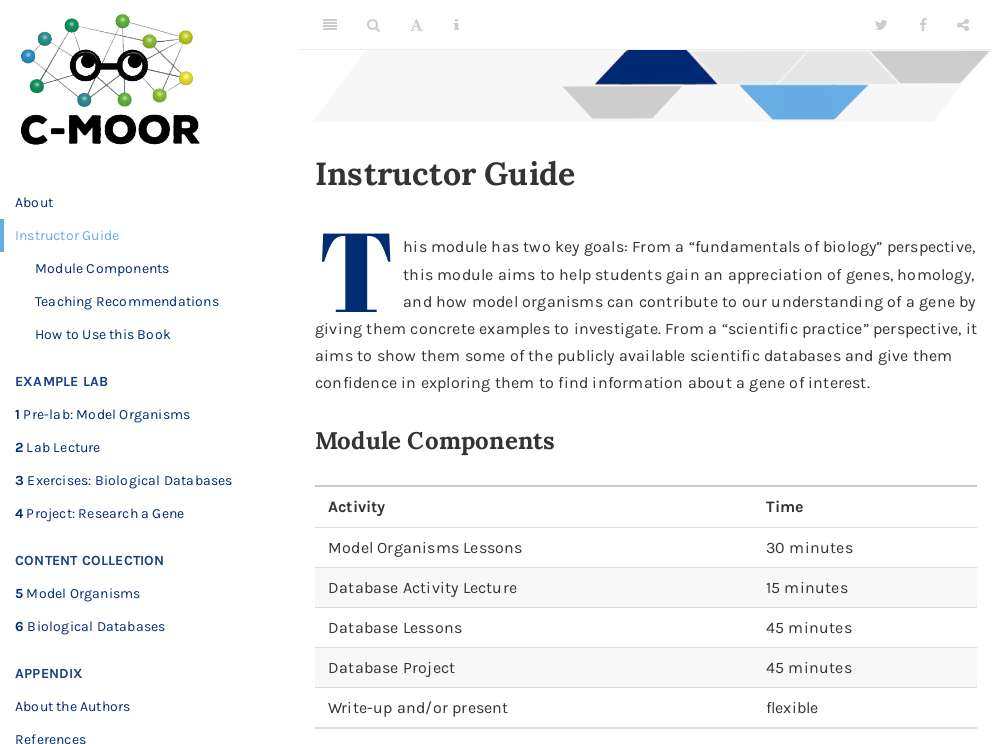 C-MOOR
About
Instructor Guide
Module Components
Teaching Recommendations
How to Use this Book
EXAMPLE LAB
1 Pre-lab: Model Organisms
2 Lab Lecture
3 Exercises: Biological Databases
4 Project: Research a Gene
CONTENT COLLECTION
5 Model Organisms
6 Biological Databases
APPENDIX
About the Authors
References
Instructor Guide
This module has two key goals: From a “fundamentals of biology” perspective,
this module aims to help students gain an appreciation of genes, homology,
and how model organisms can contribute to our understanding of a gene by
giving them concrete examples to investigate. From a “scientific practice” perspective, it
aims to show them some of the publicly available scientific databases and give them
confidence in exploring them to find information about a gene of interest.
Module Components
Activity Time
Model Organisms Lessons 30 minutes
Database Activity Lecture 15 minutes
Database Lessons 45 minutes
Database Project 45 minutes
Write-up and/or present flexible